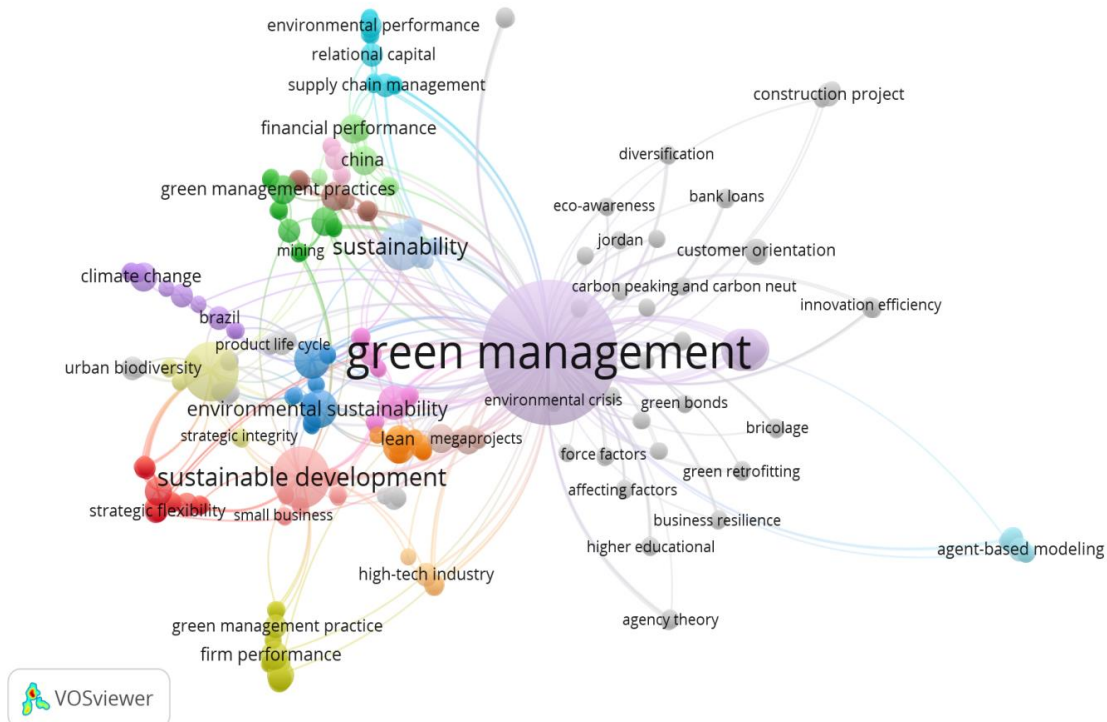 environmental performance
relational capital
supply chain management
construction project
financial performance
diversification
china
green management practices
bank loans
eco-awareness
jordan
mining
sustainability
customer orientation
climate change
carbon peaking and carbon neut
innovation efficiency
brazil
product life cycle
green management
urban biodiversity
environmental crisis
green bonds
environmental sustainability
bricolage
strategic integrity
lean
megaprojects
force factors
green retrofitting
sustainable development
affecting factors
strategic flexibility
small business
business resilience
higher educational
agent-based modeling
high-tech industry
agency theory
green management practice
firm performance
VOSviewer